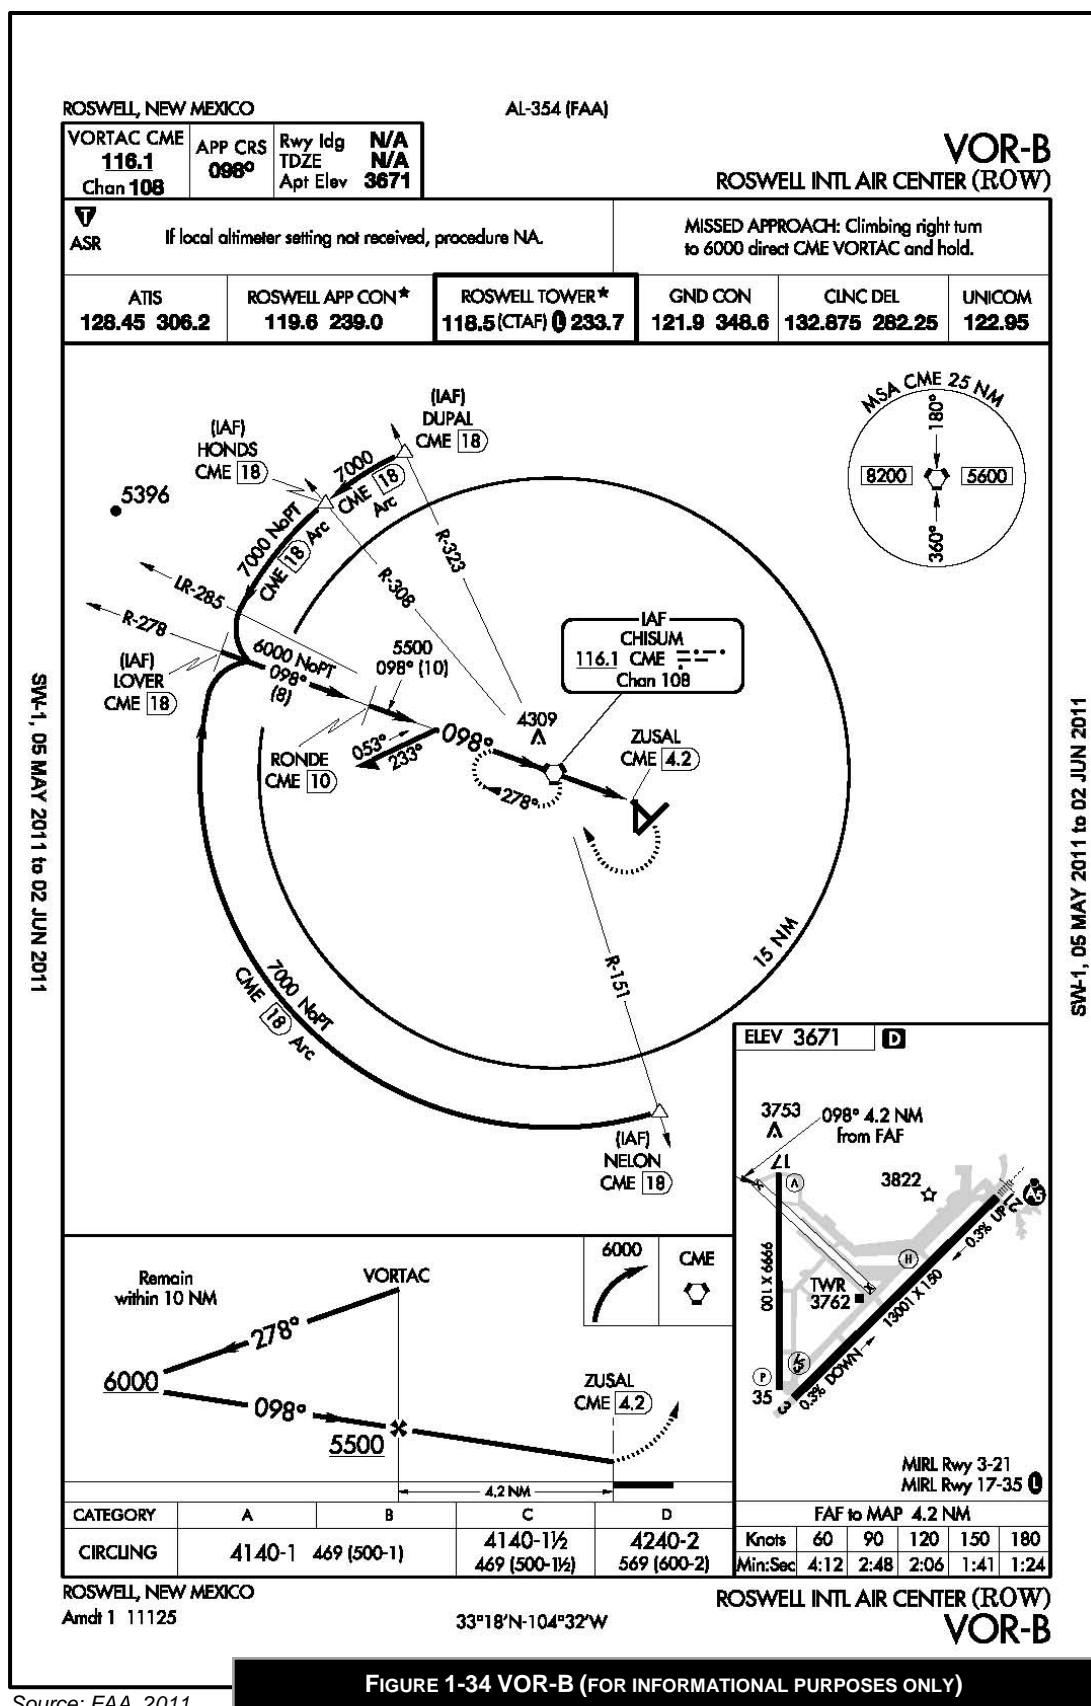 ROSWELL, NEW MEXICO
AL-354 (FAA)
VORTAC CME
116.1
Chan 108
APP CRS
098°
Rwy ldg N/A
TDZE N/A
Apt Elev 3671
VOR-B
ROSWELL INTL AIR CENTER (ROW)
T
ASR
If local altimeter setting not received, procedure NA.
MISSED APPROACH: Climbing right turn
to 6000 direct CME VORTAC and hold.
ATIS
128.45 306.2
ROSWELL APP CON★
119.6 239.0
ROSWELL TOWER★
118.5 (CTAF) L 233.7
GND CON
121.9 348.6
CLNC DEL
132.875 282.25
UNICOM
122.95
MSA CME 25 NM
180°
8200
5600
360°
(IAF)
DUPAL
CME 18
(IAF)
HONDS
CME 18
5396
7000
CME 18
Arc
7000 NoPT
CME 18 Arc
R-323
R-308
LR-285
R-278
(IAF)
LOVER
CME 18
6000 NoPT
098°
(8)
5500
098° (10)
IAF
CHISUM
116.1 CME
Chan 108
4309
ZUSAL
CME 4.2
098°
RONDE
CME 10
053°
233°
278°
15 NM
R-151
7000 NoPT
CME 18 Arc
(IAF)
NELON
CME 18
SW-1, 05 MAY 2011 to 02 JUN 2011
SW-1, 05 MAY 2011 to 02 JUN 2011
ELEV 3671
D
3753
098° 4.2 NM
from FAF
17
V
3822
A5
21
0.3% UP
H
9999 X 100
TWR
3762
13001 X 150
0.3% DOWN
V5
P
35
3
MIRL Rwy 3-21
MIRL Rwy 17-35 L
FAF to MAP 4.2 NM
Knots 60 90 120 150 180
Min:Sec 4:12 2:48 2:06 1:41 1:24
Remain
within 10 NM
VORTAC
278°
6000
098°
5500
ZUSAL
CME 4.2
6000
CME
4.2 NM
CATEGORY A B C D
CIRCLING
4140-1 469 (500-1)
4140-1½
469 (500-1½)
4240-2
569 (600-2)
ROSWELL, NEW MEXICO
Amdt 1 11125
33°18'N-104°32'W
ROSWELL INTL AIR CENTER (ROW)
VOR-B
FIGURE 1-34 VOR-B (FOR INFORMATIONAL PURPOSES ONLY)
Source: FAA, 2011